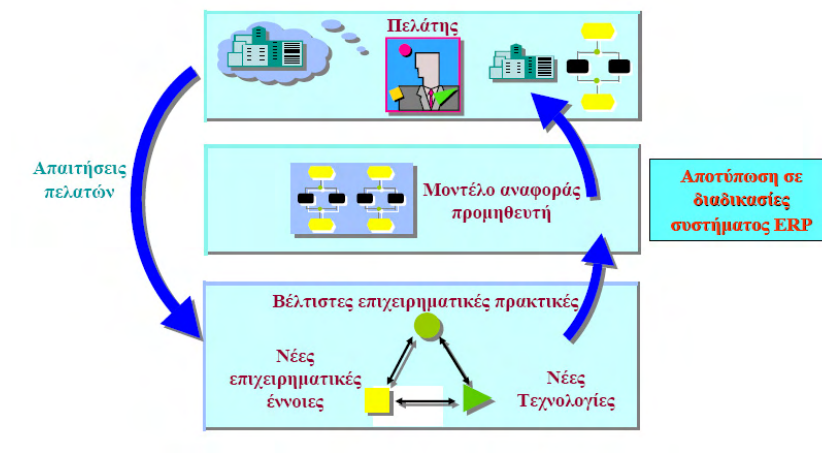 Πελάτης
Απαιτήσεις
πελατών
Μοντέλο αναφοράς
προμηθευτή
Αποτύπωση σε
διαδικασίες
συστήματος ERP
Βέλτιστες επιχειρηματικές πρακτικές
Νέες
επιχειρηματικές
έννοιες
Νέες
Τεχνολογίες